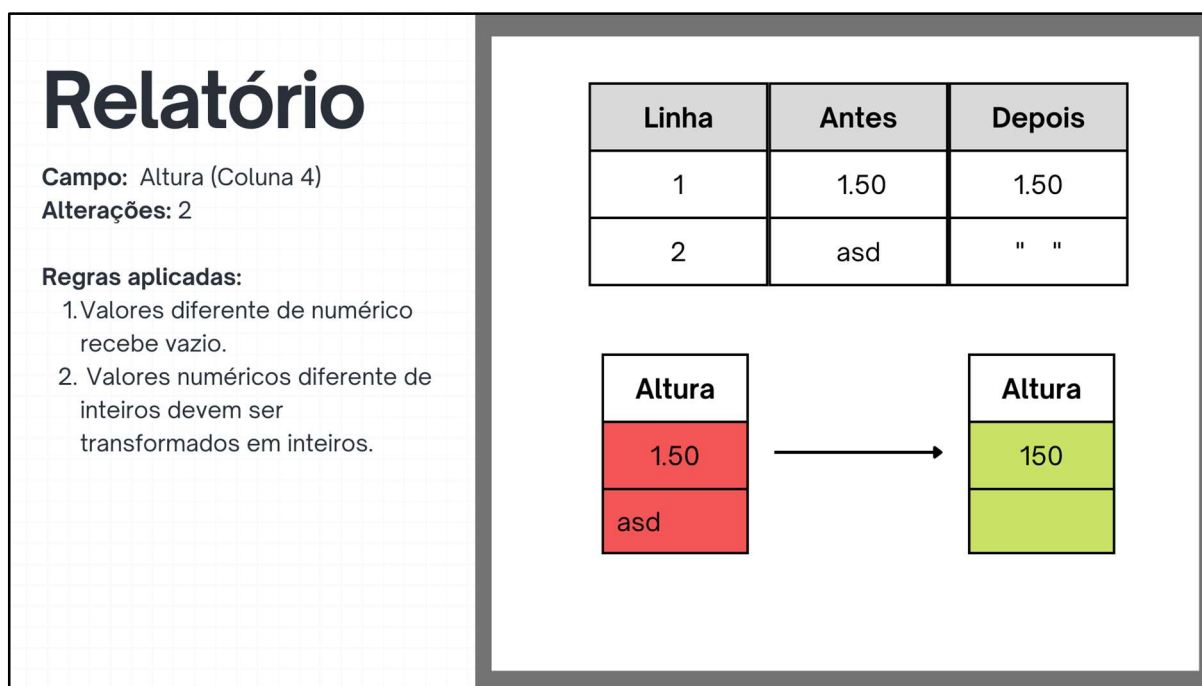 Relatório
Campo: Altura (Coluna 4)
Alterações: 2
Regras aplicadas:
1.Valores diferente de numérico
recebe vazio.
2. Valores numéricos diferente de
inteiros devem ser
transformados em inteiros.
Linha Antes Depois
1 1.50 1.50
2 asd " "
Altura Altura
1.50 150
asd